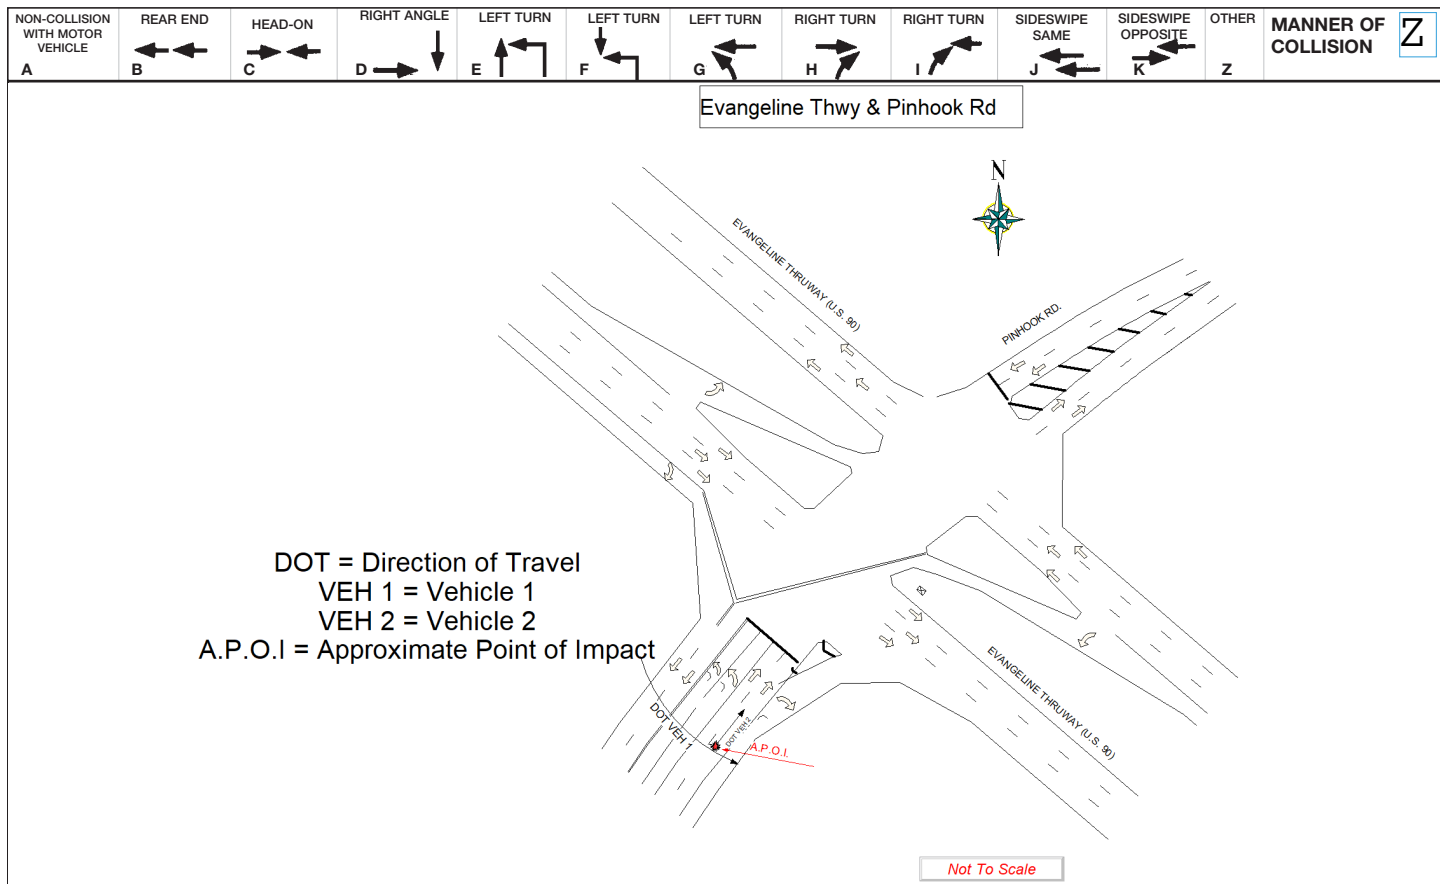 NON-COLLISION
WITH MOTOR
VEHICLE
A
REAR END
B
HEAD-ON
C
RIGHT ANGLE
D
LEFT TURN
E
LEFT TURN
F
LEFT TURN
G
RIGHT TURN
H
RIGHT TURN
I
SIDESWIPE
SAME
J
SIDESWIPE
OPPOSITE
K
OTHER
Z
MANNER OF
COLLISION
Z
Evangeline Thwy & Pinhook Rd
N
EVANGELINE THRUWAY (U.S. 90)
PINHOOK RD.
DOT = Direction of Travel
VEH 1 = Vehicle 1
VEH 2 = Vehicle 2
A.P.O.I = Approximate Point of Impact
DOT VEH 1
DOT VEH 2
A.P.O.I.
EVANGELINE THRUWAY (U.S. 90)
Not To Scale